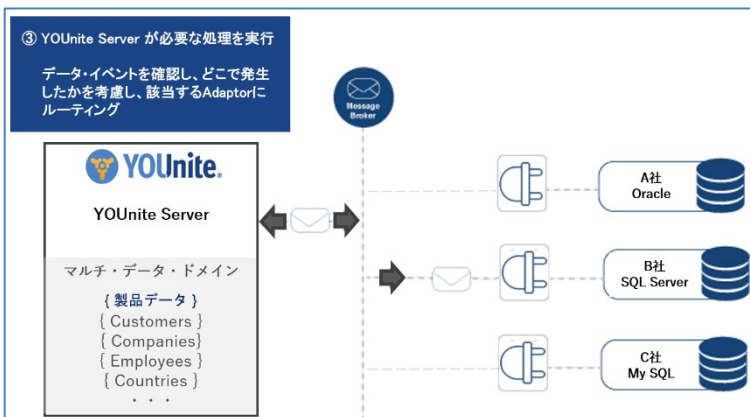 ③ YOUnite Server が必要な処理を実行
データ・イベントを確認し、どこで発生
したかを考慮し、該当するAdaptorに
ルーティング
Message
Broker
YOUnite.
YOUnite Server
マルチ・データ・ドメイン
{ 製品データ }
{ Customers }
{ Companies}
{ Employees }
{ Countries }
・・・
A社
Oracle
B社
SQL Server
C社
My SQL